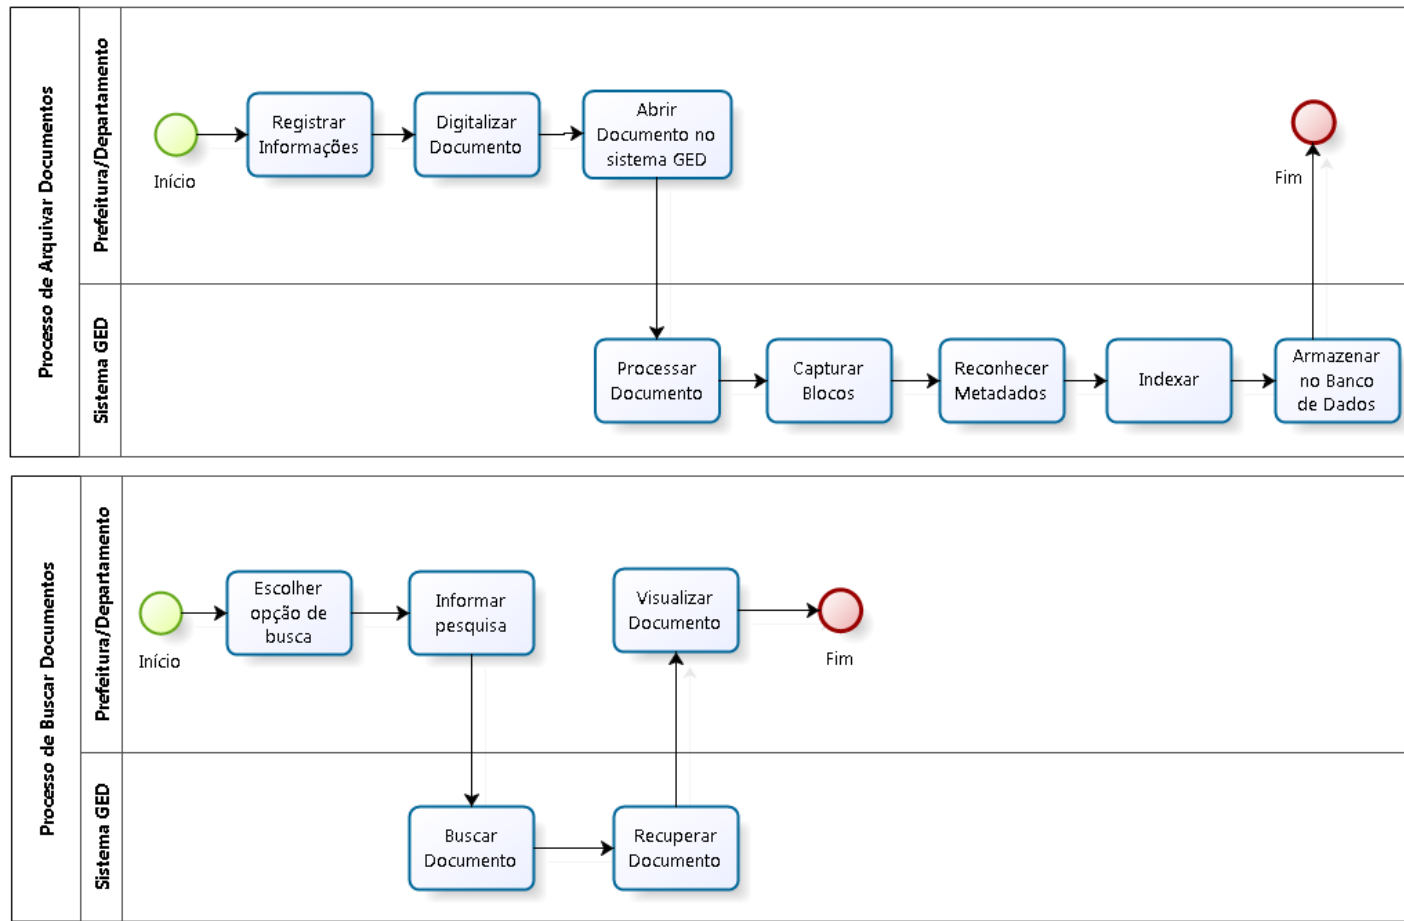 Processo de Arquivar Documentos
Prefeitura/Departamento
Início
Registrar
Informações
Digitalizar
Documento
Abrir
Documento no
sistema GED
Fim
Sistema GED
Processar
Documento
Capturar
Blocos
Reconhecer
Metadados
Indexar
Armazenar
no Banco
de Dados
Processo de Buscar Documentos
Prefeitura/Departamento
Início
Escolher
opção de
busca
Informar
pesquisa
Visualizar
Documento
Fim
Sistema GED
Buscar
Documento
Recuperar
Documento